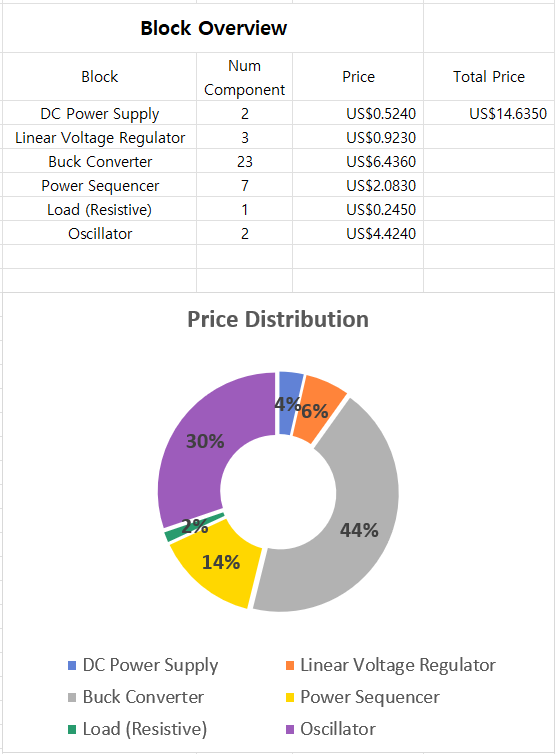 Block Overview
Block Num Component Price Total Price
DC Power Supply 2 US$0.5240 US$14.6350
Linear Voltage Regulator 3 US$0.9230
Buck Converter 23 US$6.4360
Power Sequencer 7 US$2.0830
Load (Resistive) 1 US$0.2450
Oscillator 2 US$4.4240
Price Distribution
4%
6%
30%
44%
2%
14%
DC Power Supply Linear Voltage Regulator
Buck Converter Power Sequencer
Load (Resistive) Oscillator